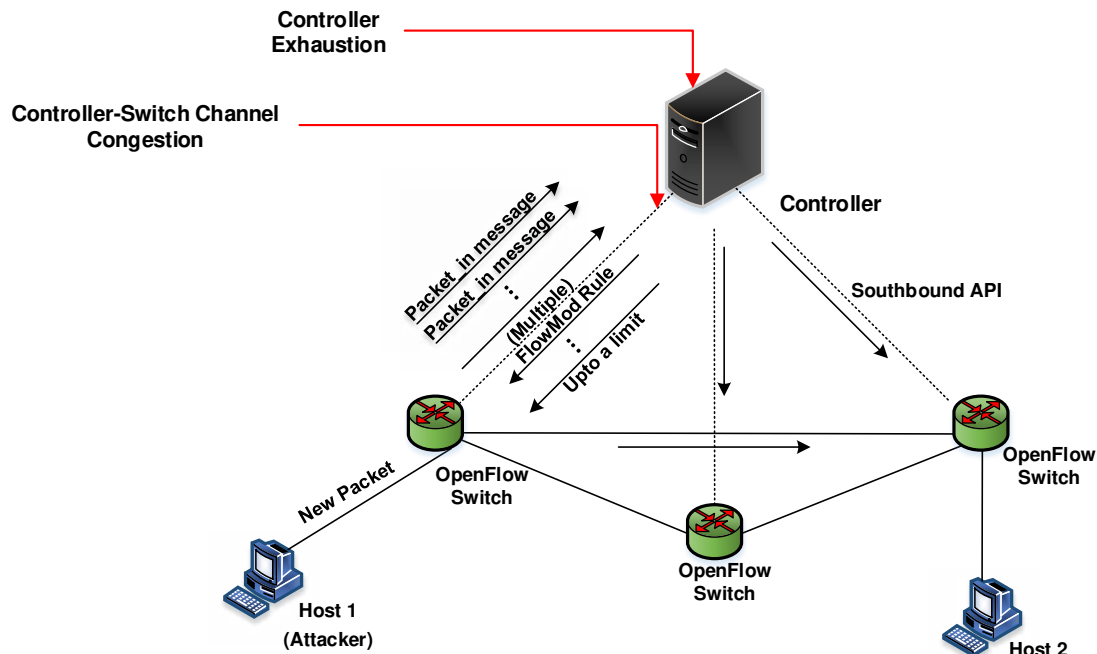 Controller
Exhaustion
Controller-Switch Channel
Congestion
Controller
Southbound API
Packet_in message
Packet_in message
...
(Multiple)
FlowMod Rule
...
Upto a limit
OpenFlow
Switch
OpenFlow
Switch
OpenFlow
Switch
New Packet
Host 1
(Attacker)
Host 2